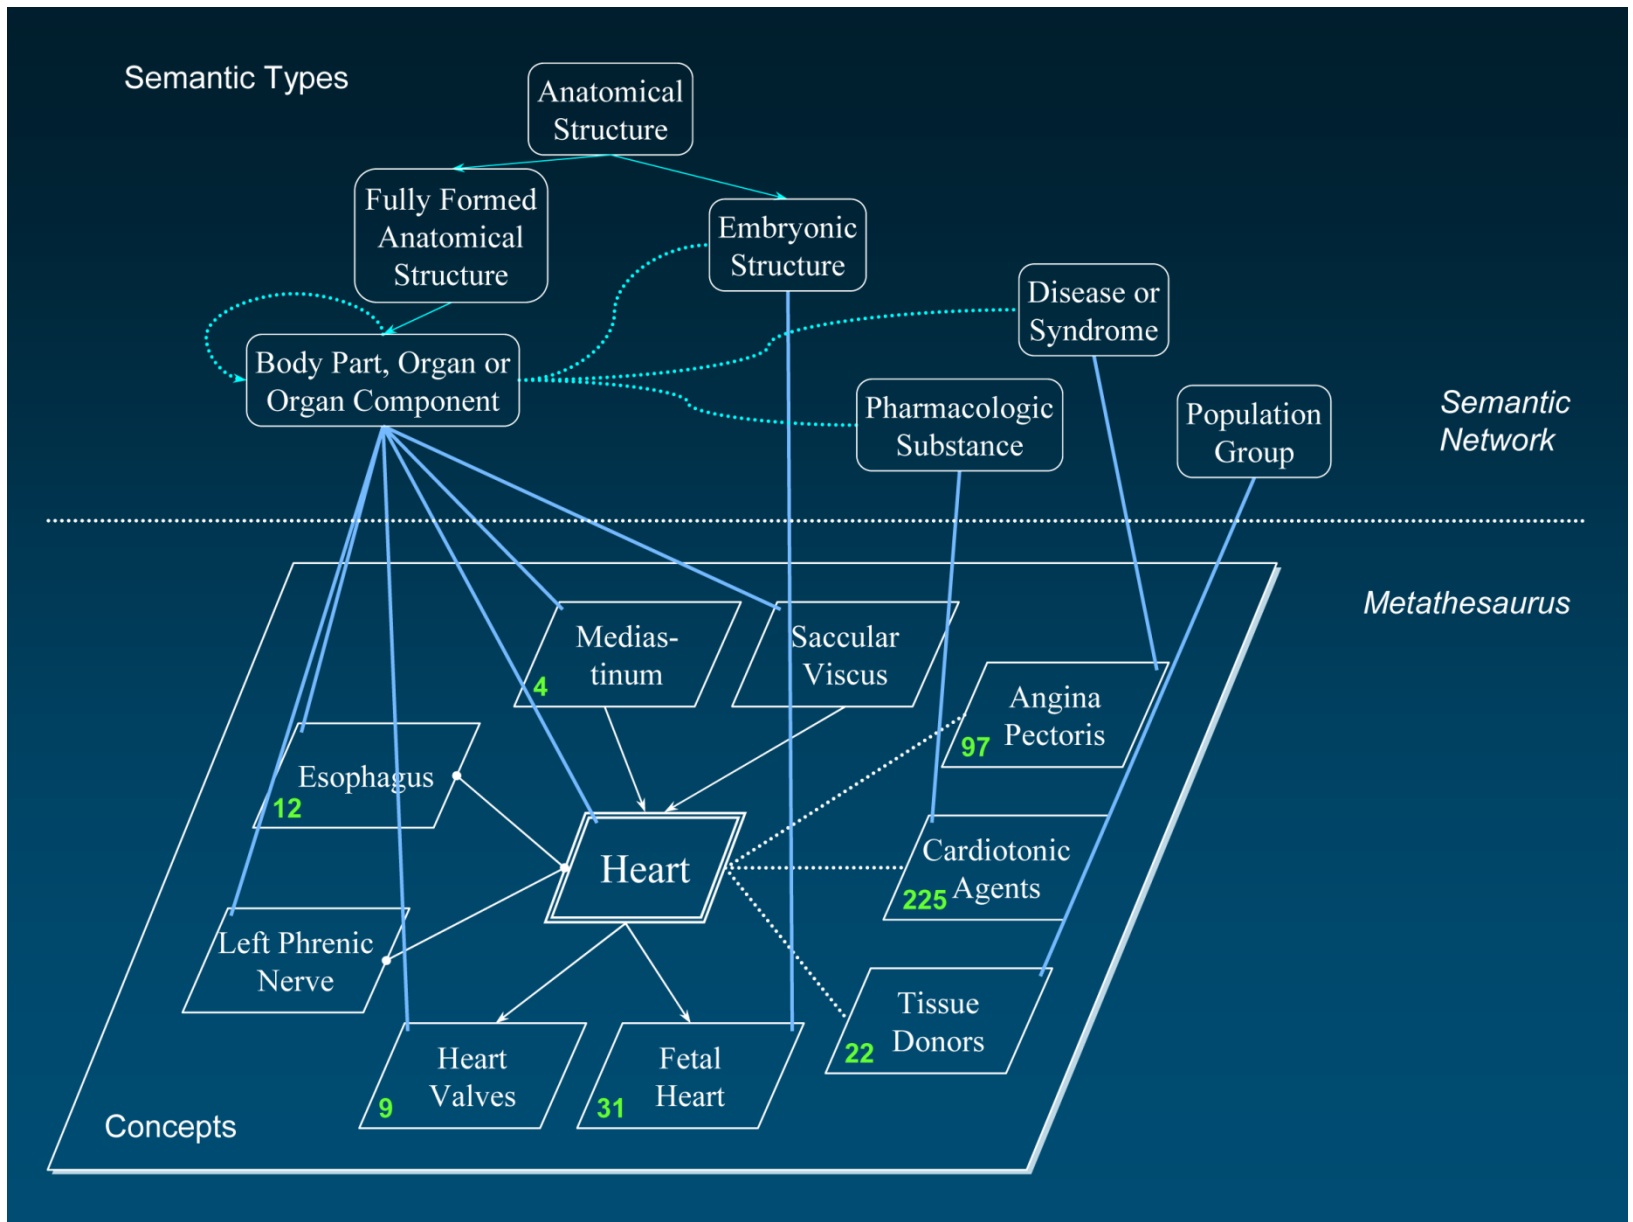 Semantic Types
Anatomical
Structure
Fully Formed
Anatomical
Structure
Embryonic
Structure
Disease or
Syndrome
Body Part, Organ or
Organ Component
Pharmacologic
Substance
Population
Group
Semantic
Network
Metathesaurus
Medias-
tinum
4
Saccular
Viscus
Angina
Pectoris
97
Esophagus
12
Heart
Cardiotonic
Agents
225
Left Phrenic
Nerve
Heart
Valves
9
Fetal
Heart
31
Tissue
Donors
22
Concepts